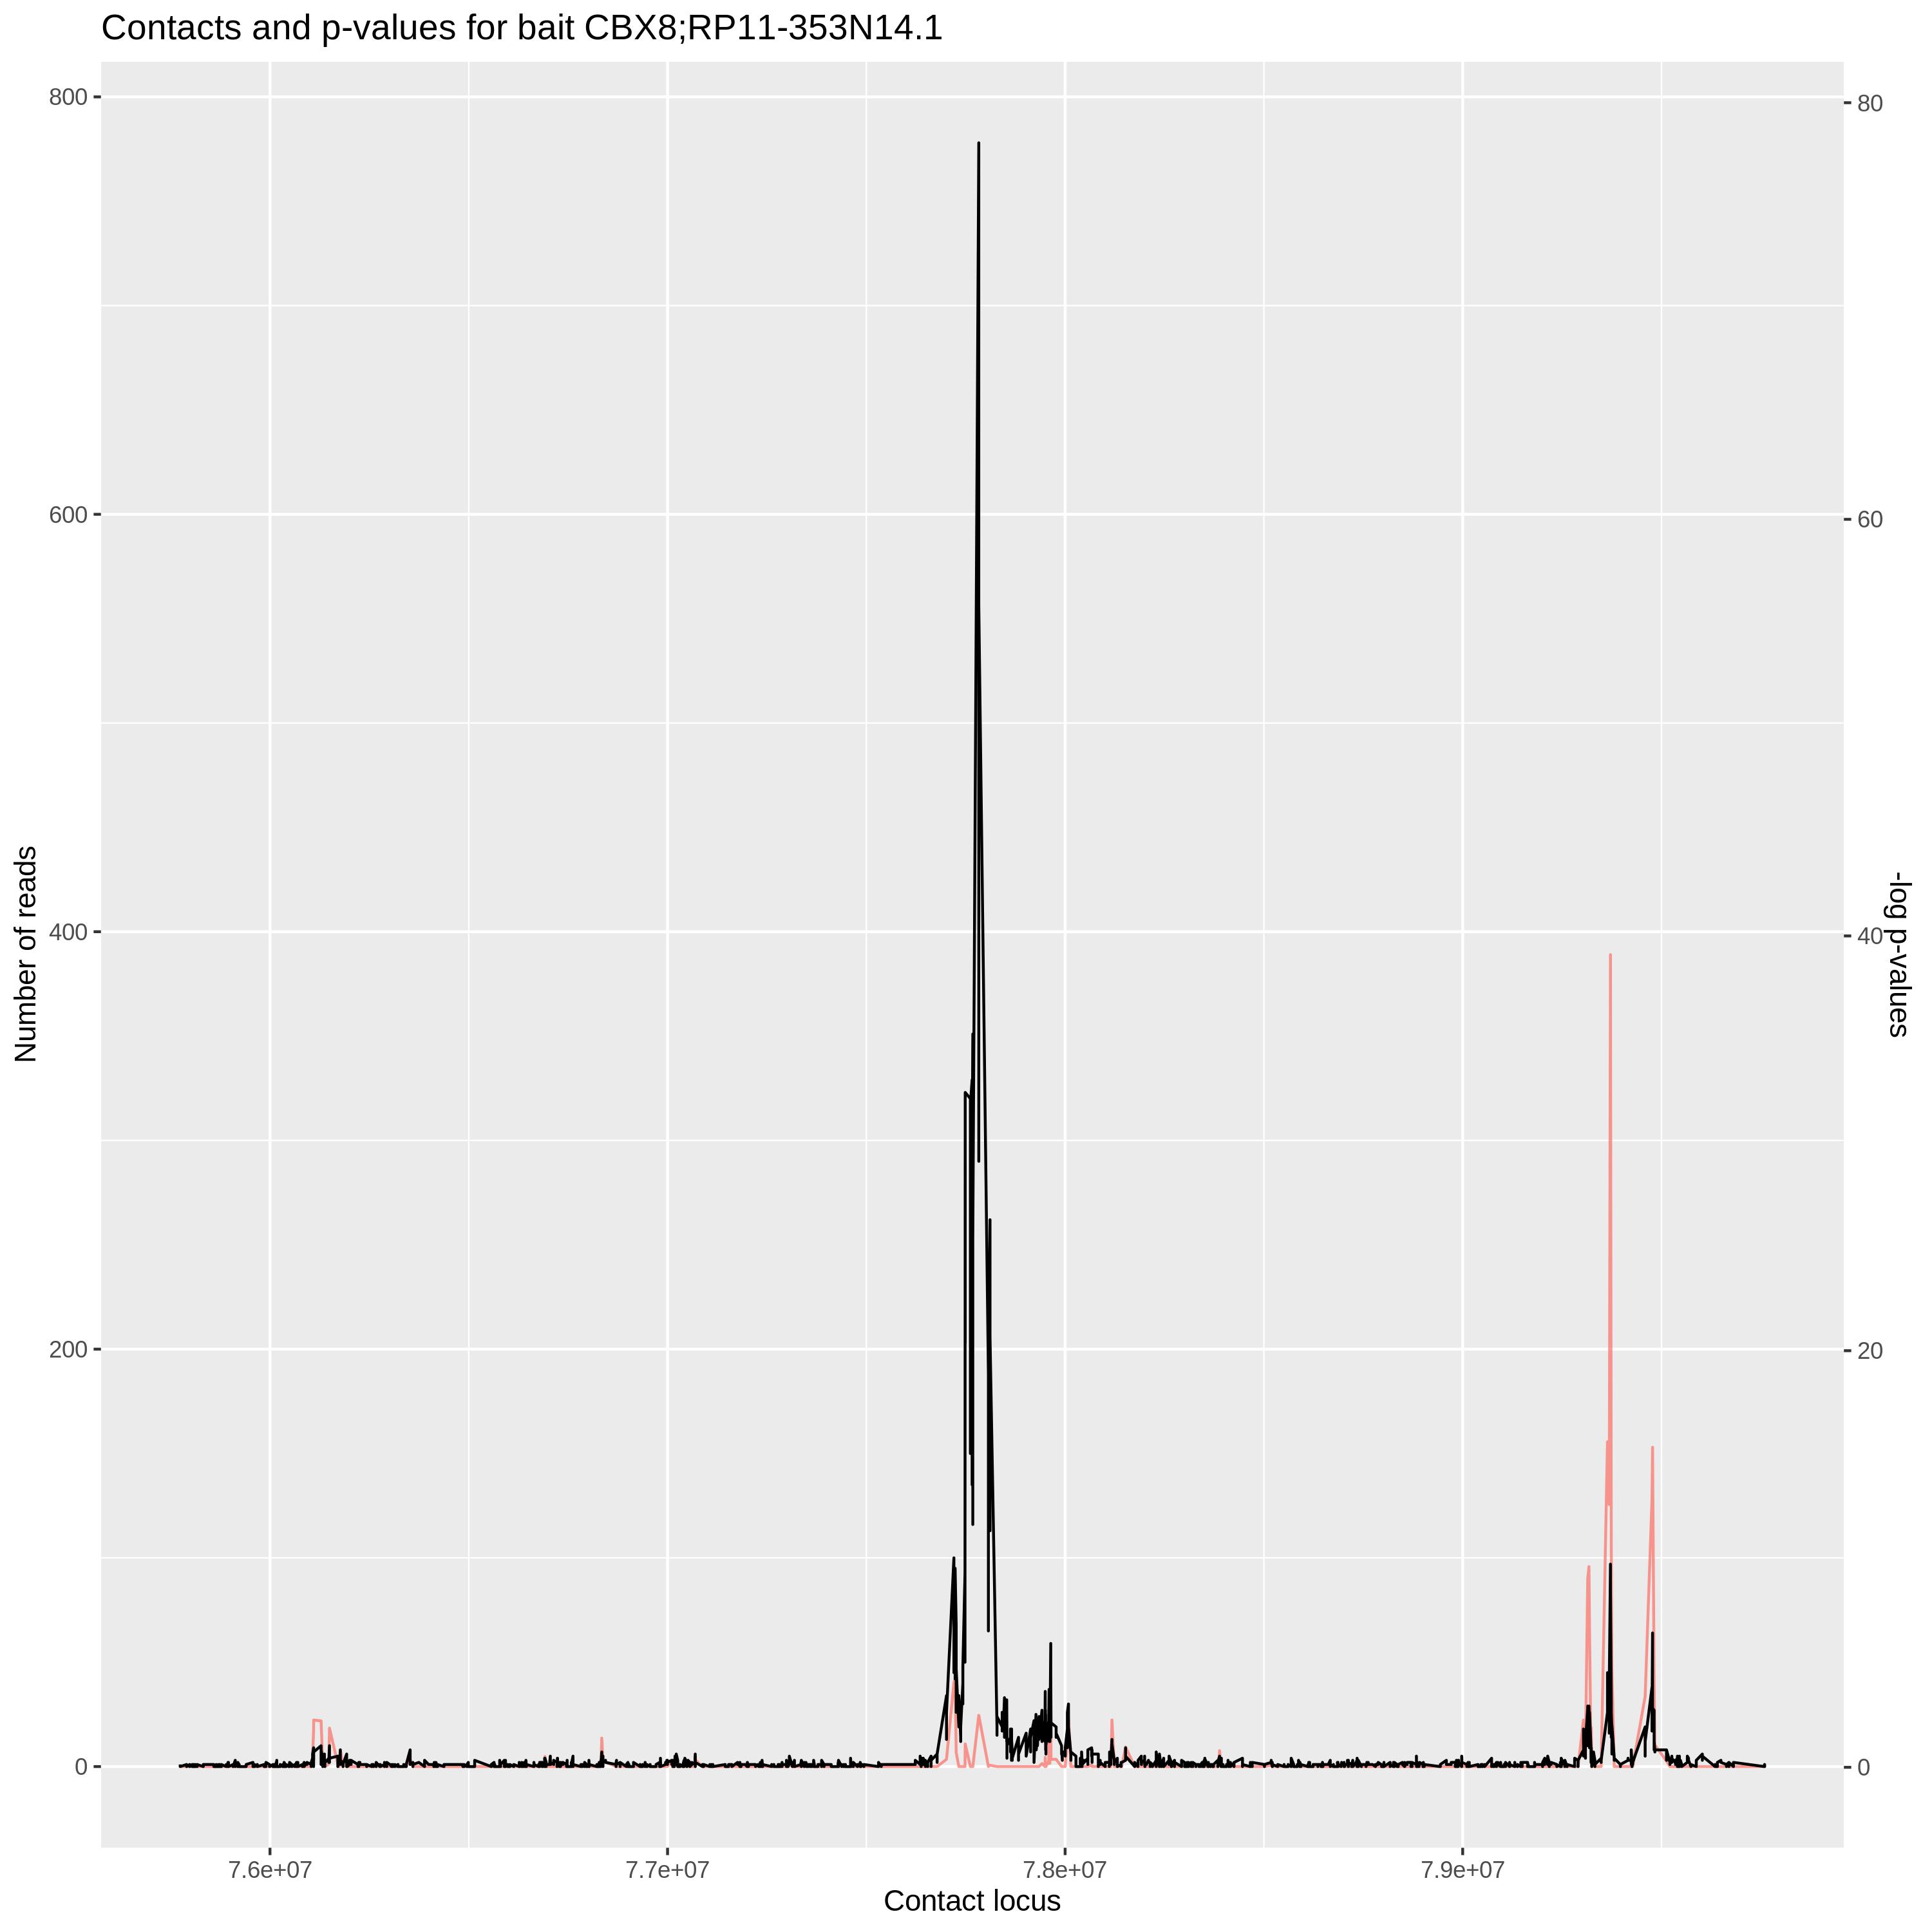 Contacts and p-values for bait CBX8;RP11-353N14.1
800
600
400
200
0
Number of reads
80
60
40
20
0
-log p-values
7.6e+07 7.7e+07 7.8e+07 7.9e+07
Contact locus